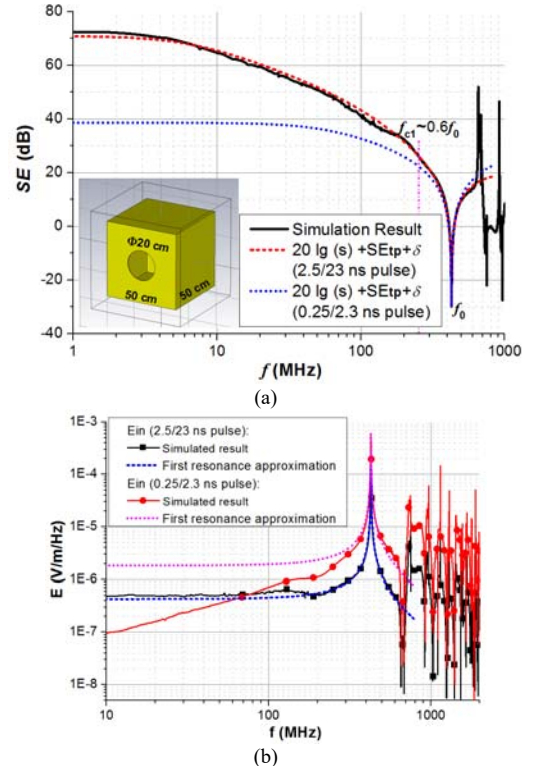 80
60
40
20
0
-20
-40
SE (dB)
f_c1~0.6f_0
Φ20 cm
50 cm
50 cm
Simulation Result
20 lg (s) +SEtp+δ
(2.5/23 ns pulse)
20 lg (s) +SEtp+δ
(0.25/2.3 ns pulse)
f_0
1 10 100 1000
f (MHz)
(a)
1E-3
1E-4
1E-5
1E-6
1E-7
1E-8
E (V/m/Hz)
Ein (2.5/23 ns pulse):
Simulated result
First resonance approximation
Ein (0.25/2.3 ns pulse):
Simulated result
First resonance approximation
10 100 1000
f (MHz)
(b)